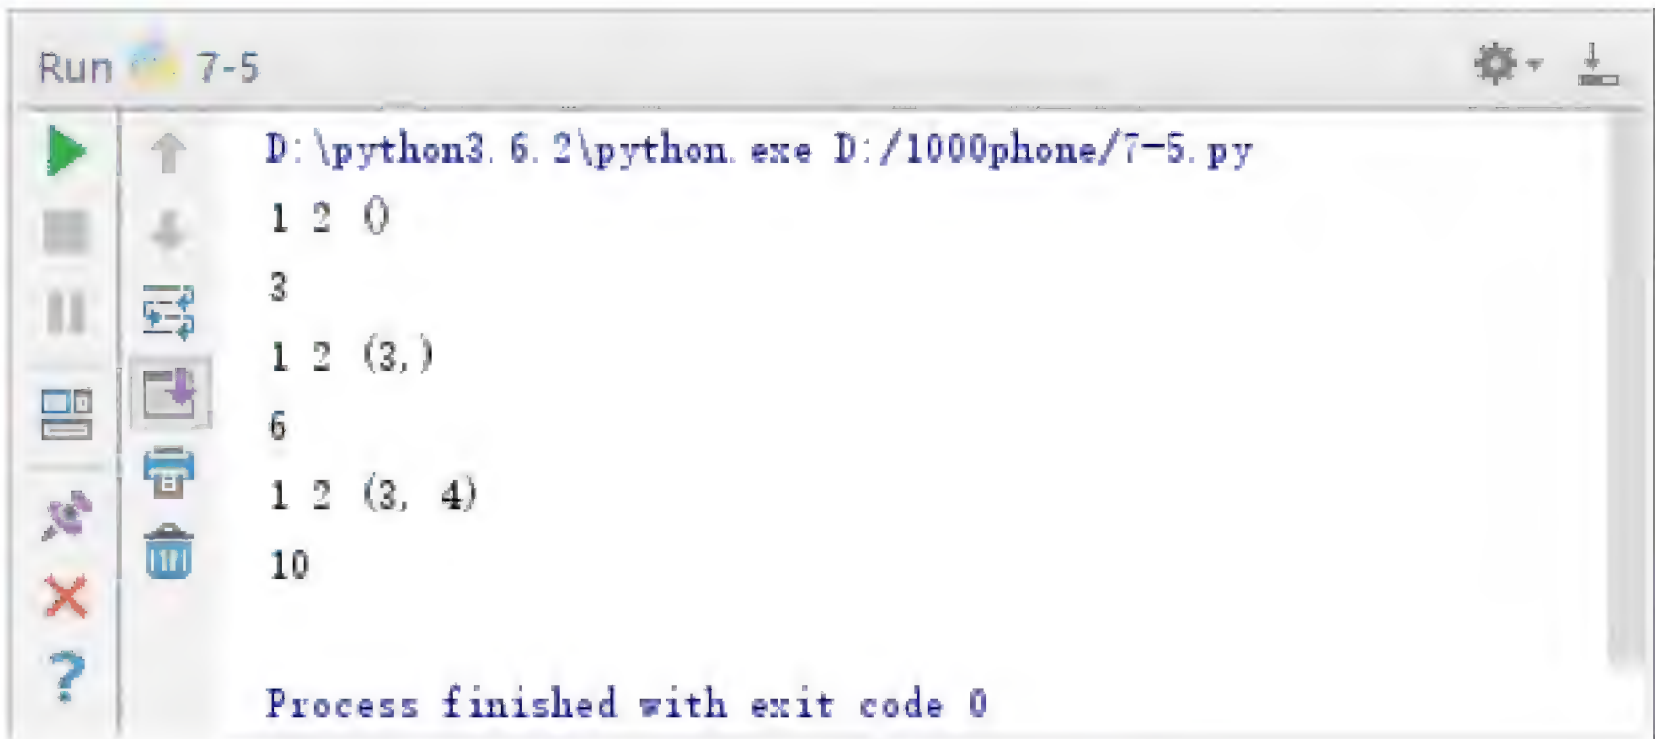 Run 7-5
D:\python3.6.2\python.exe D:/1000phone/7-5.py
1 2 ()
3
1 2 (3,)
6
1 2 (3, 4)
10
Process finished with exit code 0